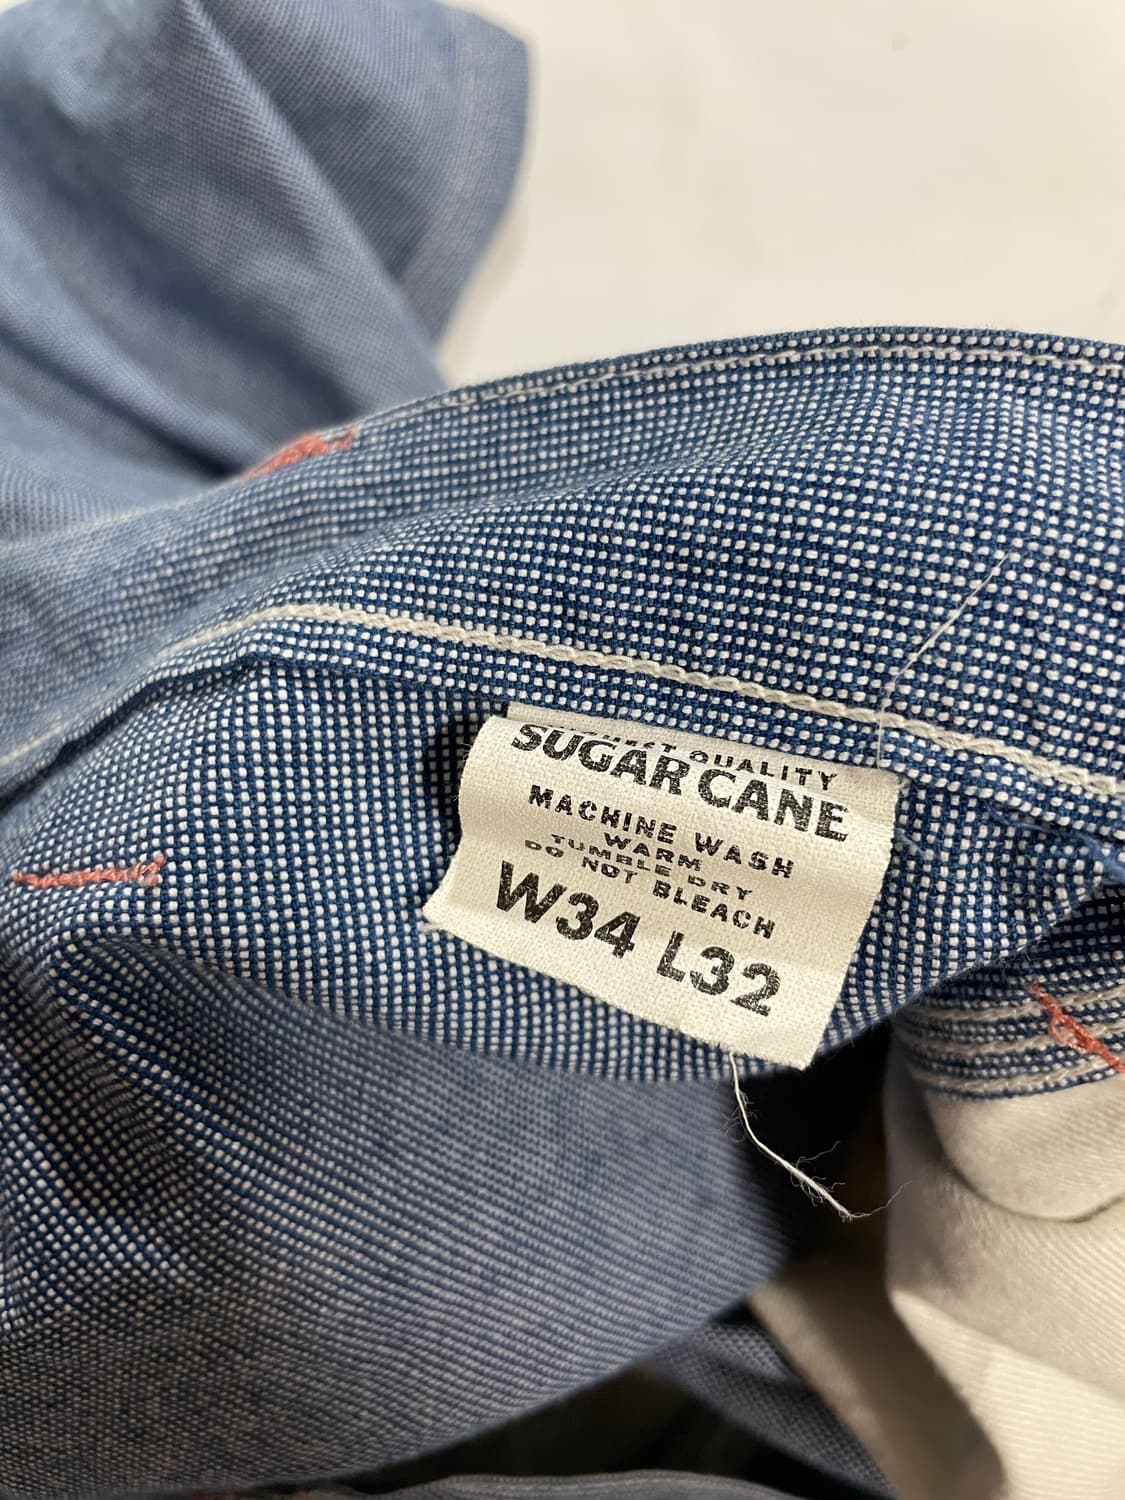 QUALITY
SUGAR CANE
MACHINE WASH
WARM
TUMBLE DRY
DO NOT BLEACH
W34 L32